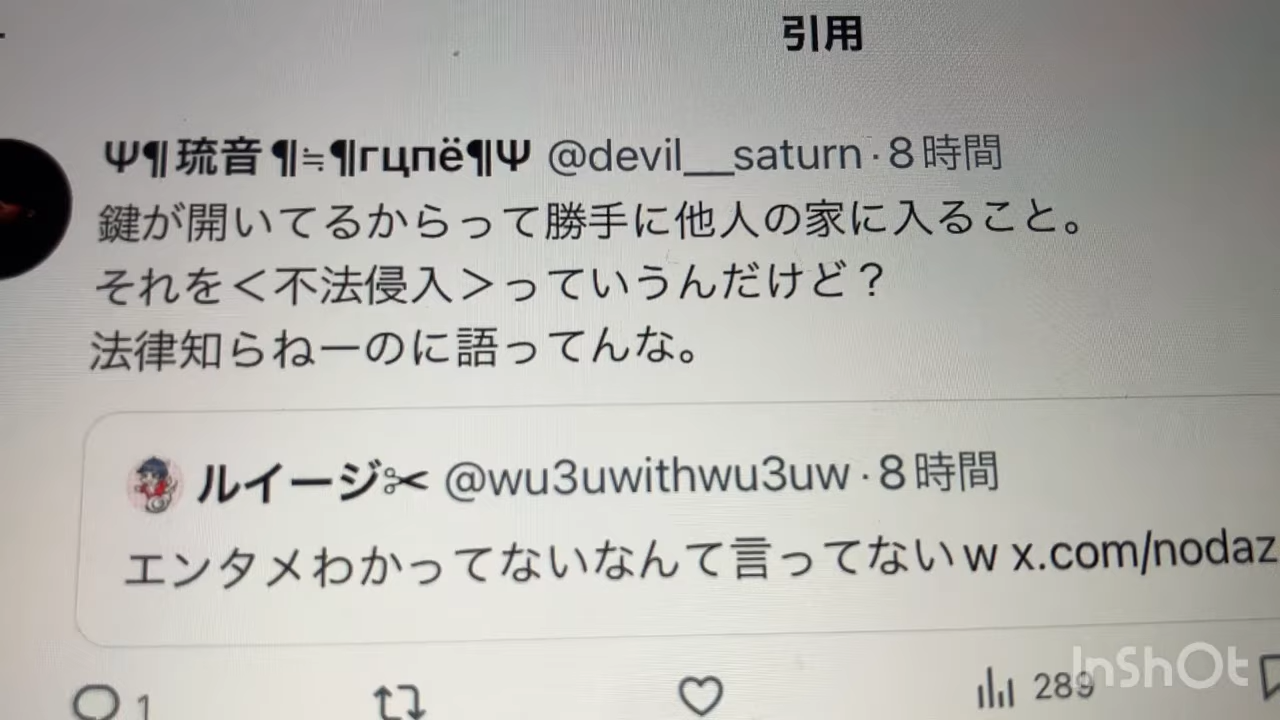 引用
Ψ¶琉音¶≒¶гцпё¶Ψ @devil__saturn·8時間
鍵が開いてるからって勝手に他人の家に入ること。
それを＜不法侵入＞っていうんだけど？
法律知らねーのに語ってんな。
ルイージ✂ @wu3uwithwu3uw·8時間
エンタメわかってないなんて言ってないw x.com/nodaz
1 289
InShOt